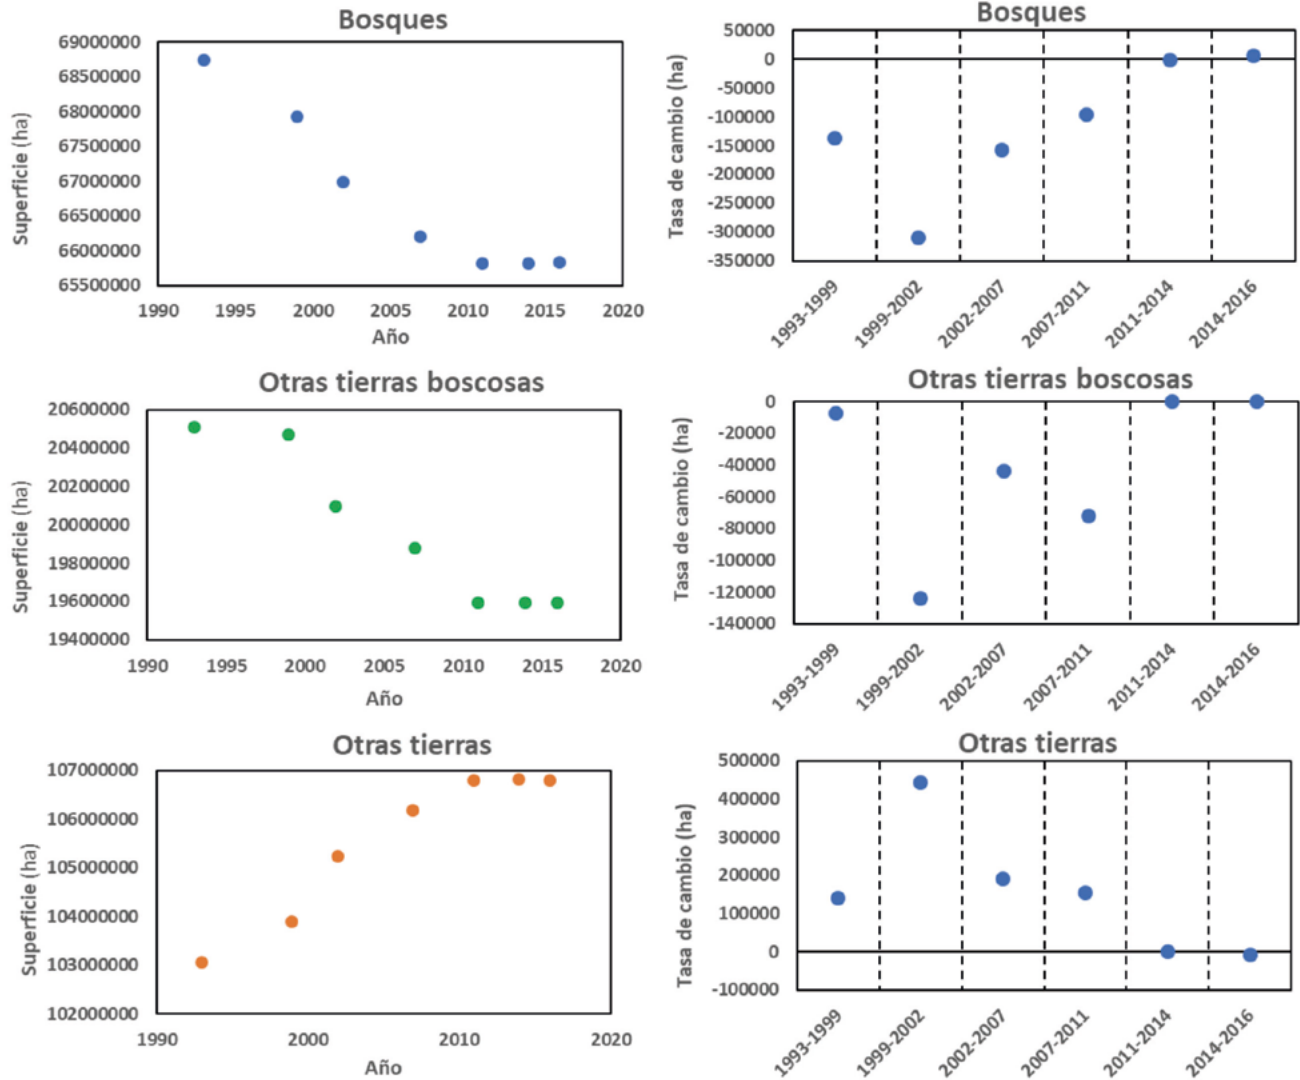 Bosques
69000000
68500000
68000000
67500000
67000000
66500000
66000000
65500000
Superficie (ha)
1990 1995 2000 2005 2010 2015 2020
Año
Bosques
50000
0
-50000
-100000
-150000
-200000
-250000
-300000
-350000
Tasa de cambio (ha)
1993-1999 1999-2002 2002-2007 2007-2011 2011-2014 2014-2016
Otras tierras boscosas
20600000
20400000
20200000
20000000
19800000
19600000
19400000
Superficie (ha)
1990 1995 2000 2005 2010 2015 2020
Año
Otras tierras boscosas
0
-20000
-40000
-60000
-80000
-100000
-120000
-140000
Tasa de cambio (ha)
1993-1999 1999-2002 2002-2007 2007-2011 2011-2014 2014-2016
Otras tierras
107000000
106000000
105000000
104000000
103000000
102000000
Superficie (ha)
1990 2000 2010 2020
Año
Otras tierras
500000
400000
300000
200000
100000
0
-100000
Tasa de cambio (ha)
1993-1999 1999-2002 2002-2007 2007-2011 2011-2014 2014-2016